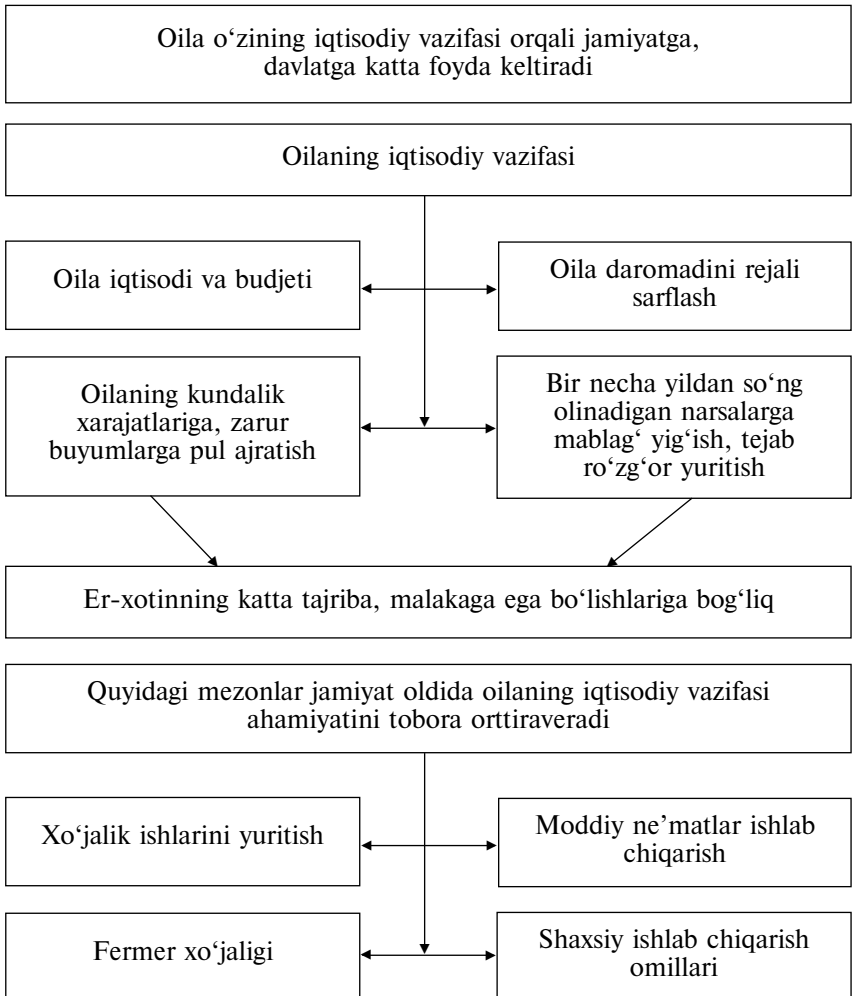 Oila o‘zining iqtisodiy vazifasi orqali jamiyatga,
davlatga katta foyda keltiradi
Oilaning iqtisodiy vazifasi
Oila iqtisodi va budjeti
Oila daromadini rejali
sarflash
Oilaning kundalik
xarajatlariga, zarur
buyumlarga pul ajratish
Bir necha yildan so‘ng
olinadigan narsalarga
mablag‘ yig‘ish, tejab
ro‘zg‘or yuritish
Er-xotinning katta tajriba, malakaga ega bo‘lishlariga bog‘liq
Quyidagi mezonlar jamiyat oldida oilaning iqtisodiy vazifasi
ahamiyatini tobora orttiraveradi
Xo‘jalik ishlarini yuritish
Moddiy ne’matlar ishlab
chiqarish
Fermer xo‘jaligi
Shaxsiy ishlab chiqarish
omillari